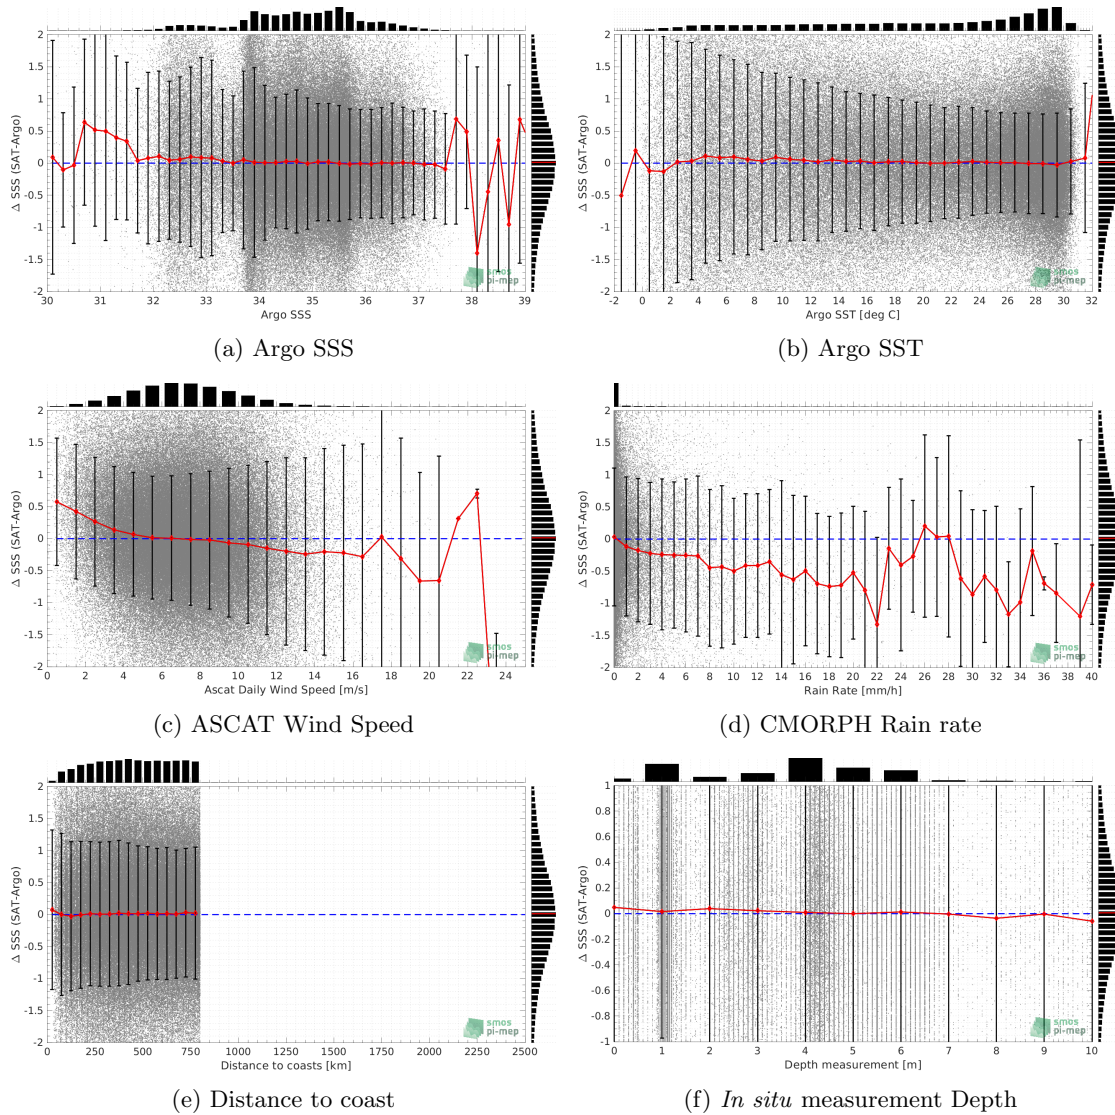 2
1.5
1
0.5
0
-0.5
-1
-1.5
-2
Δ SSS (SAT-Argo)
30 31 32 33 34 35 36 37 38 39
Argo SSS
smos
pi-mep
(a) Argo SSS
2
1.5
1
0.5
0
-0.5
-1
-1.5
-2
Δ SSS (SAT-Argo)
-2 0 2 4 6 8 10 12 14 16 18 20 22 24 26 28 30 32
Argo SST [deg C]
smos
pi-mep
(b) Argo SST
2
1.5
1
0.5
0
-0.5
-1
-1.5
-2
Δ SSS (SAT-Argo)
0 2 4 6 8 10 12 14 16 18 20 22 24
Ascat Daily Wind Speed [m/s]
smos
pi-mep
(c) ASCAT Wind Speed
2
1.5
1
0.5
0
-0.5
-1
-1.5
-2
Δ SSS (SAT-Argo)
0 2 4 6 8 10 12 14 16 18 20 22 24 26 28 30 32 34 36 38 40
Rain Rate [mm/h]
smos
pi-mep
(d) CMORPH Rain rate
2
1.5
1
0.5
0
-0.5
-1
-1.5
-2
Δ SSS (SAT-Argo)
0 250 500 750 1000 1250 1500 1750 2000 2250 2500
Distance to coasts [km]
smos
pi-mep
(e) Distance to coast
1
0.8
0.6
0.4
0.2
0
-0.2
-0.4
-0.6
-0.8
-1
Δ SSS (SAT-Argo)
0 1 2 3 4 5 6 7 8 9 10
Depth measurement [m]
smos
pi-mep
(f) In situ measurement Depth